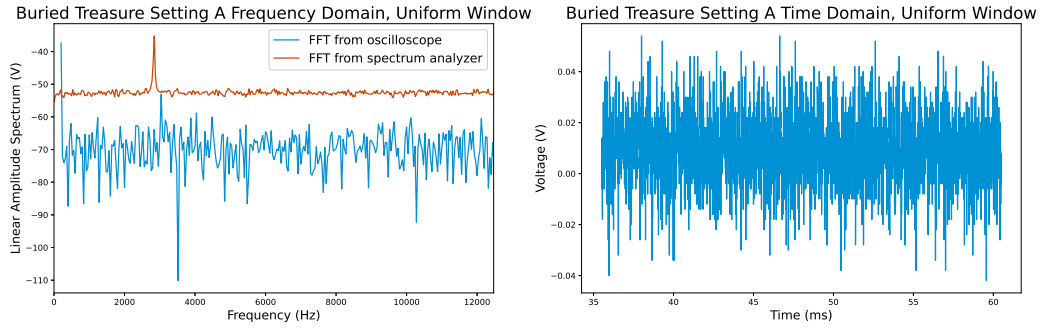 Buried Treasure Setting A Frequency Domain, Uniform Window
Linear Amplitude Spectrum (V)
−40
−50
−60
−70
−80
−90
−100
−110
FFT from oscilloscope
FFT from spectrum analyzer
0 2000 4000 6000 8000 10000 12000
Frequency (Hz)
Buried Treasure Setting A Time Domain, Uniform Window
Voltage (V)
0.04
0.02
0.00
−0.02
−0.04
35 40 45 50 55 60
Time (ms)